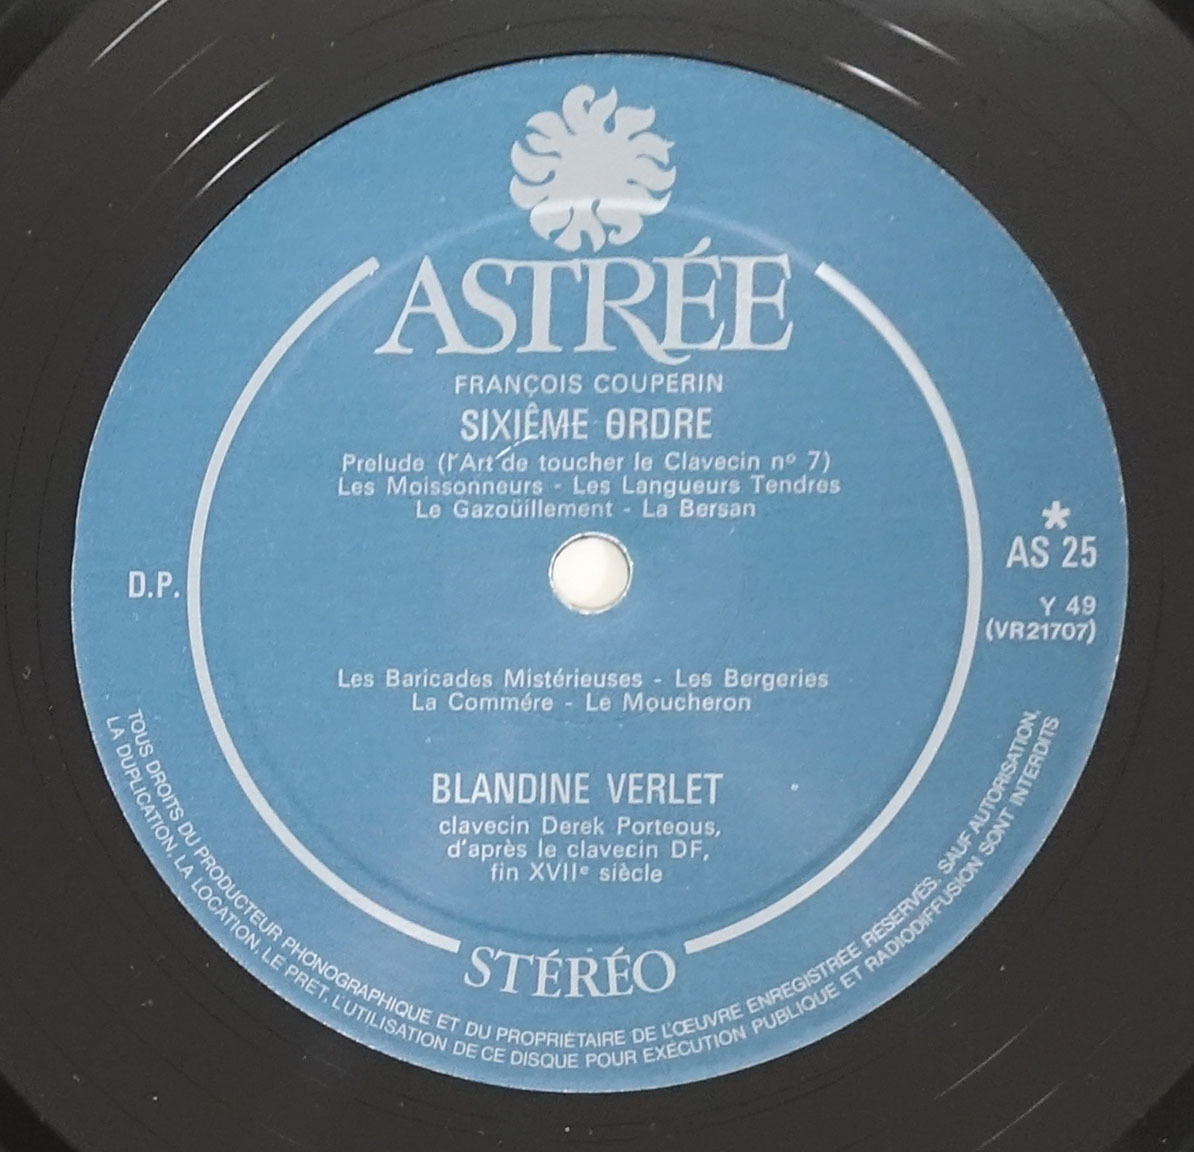 ASTRÉE
FRANÇOIS COUPERIN
SIXIÊME ORDRE
Prelude (l'Art de toucher le Clavecin nº 7)
Les Moissonneurs - Les Langueurs Tendres
Le Gazoüillement - La Bersan
D.P.
*
AS 25
Y 49
(VR21707)
Les Baricades Mistérieuses - Les Bergeries
La Commére - Le Moucheron
BLANDINE VERLET
clavecin Derek Porteous,
d'après le clavecin DF,
fin XVIIe siècle
STÉRÉO
TOUS DROITS DU PRODUCTEUR PHONOGRAPHIQUE ET DU PROPRIÉTAIRE DE L'ŒUVRE ENREGISTRÉE RÉSERVÉS. SAUF AUTORISATION,
LA DUPLICATION, LA LOCATION, LE PRET, L'UTILISATION DE CE DISQUE POUR EXÉCUTION PUBLIQUE ET RADIODIFFUSION SONT INTERDITS